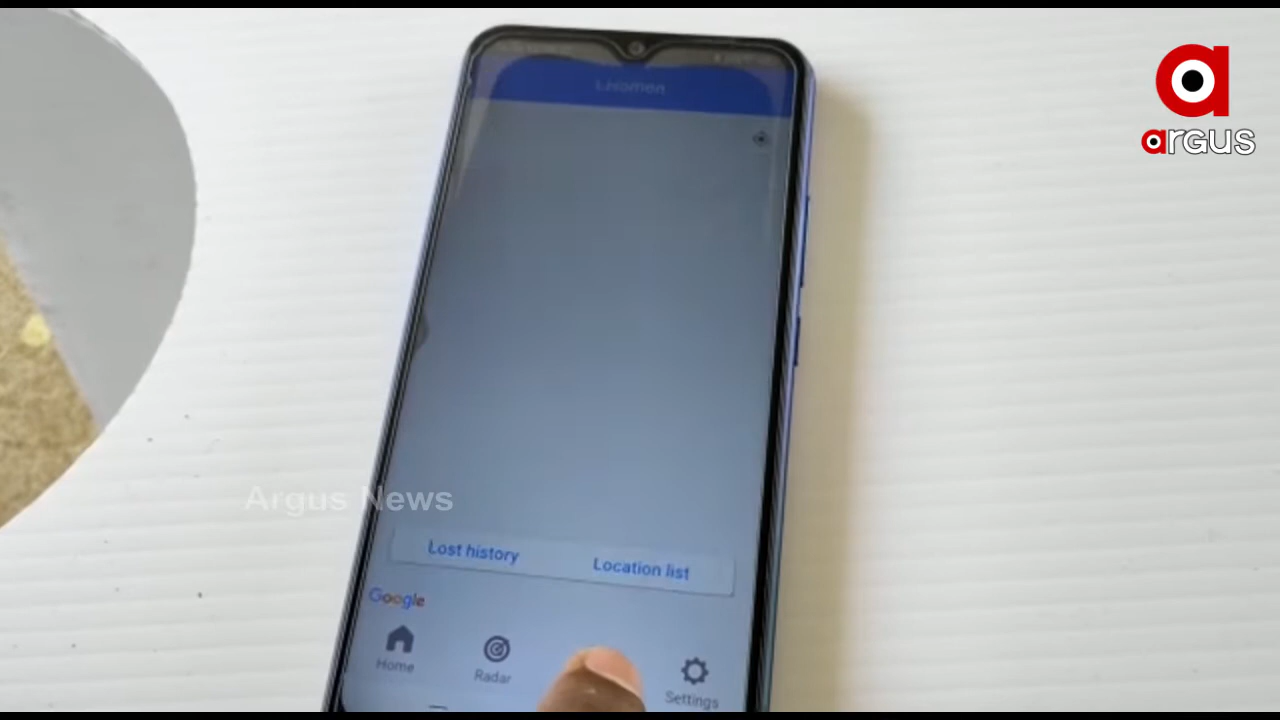 argus
Argus News
Lost history
Location list
Google
Home
Radar
Settings